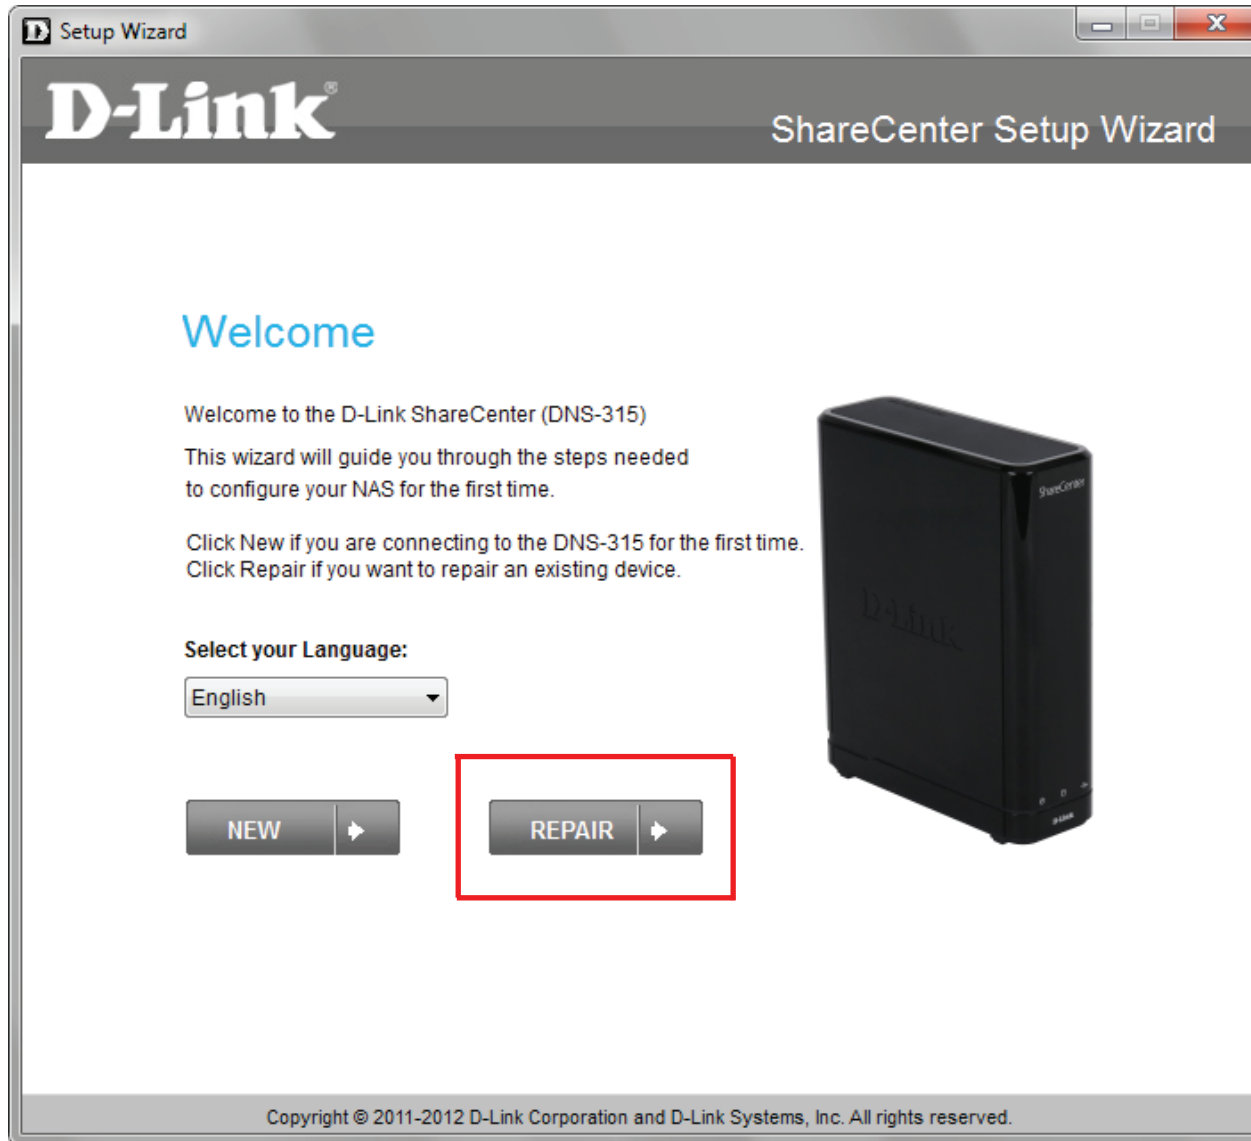 Setup Wizard
D-Link®
ShareCenter Setup Wizard
Welcome
Welcome to the D-Link ShareCenter (DNS-315)
This wizard will guide you through the steps needed
to configure your NAS for the first time.
Click New if you are connecting to the DNS-315 for the first time.
Click Repair if you want to repair an existing device.
Select your Language:
English
NEW
REPAIR
ShareCenter
D-Link
D-Link
Copyright © 2011-2012 D-Link Corporation and D-Link Systems, Inc. All rights reserved.